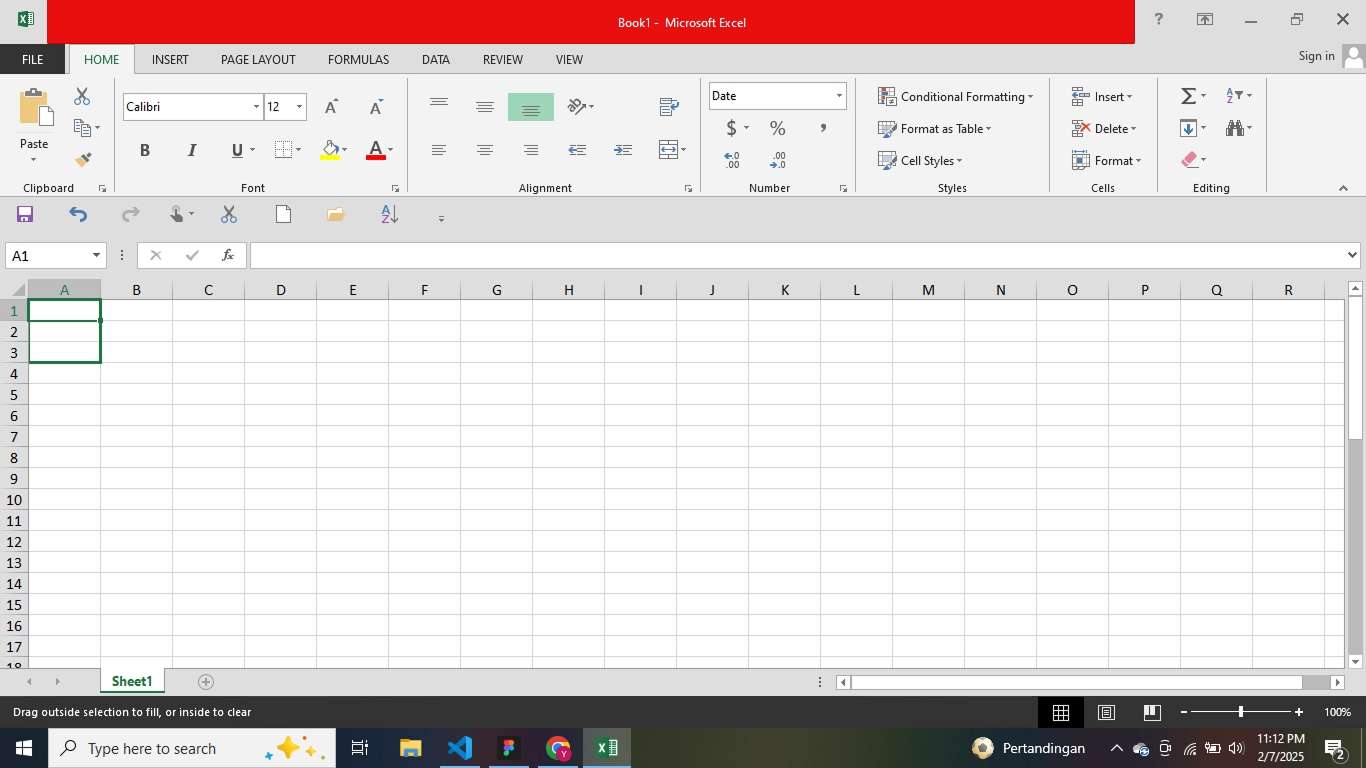 Book1 -  Microsoft Excel
?
FILE HOME INSERT PAGE LAYOUT FORMULAS DATA REVIEW VIEW Sign in
Calibri 12 Date Conditional Formatting Insert
B I U $ % , Format as Table Delete
Paste Cell Styles Format
Clipboard Font Alignment Number Styles Cells Editing
A1 fx
A B C D E F G H I J K L M N O P Q R
1
2
3
4
5
6
7
8
9
10
11
12
13
14
15
16
17
18
Sheet1
Drag outside selection to fill, or inside to clear 100%
Type here to search Pertandingan 11:12 PM
2/7/2025 2